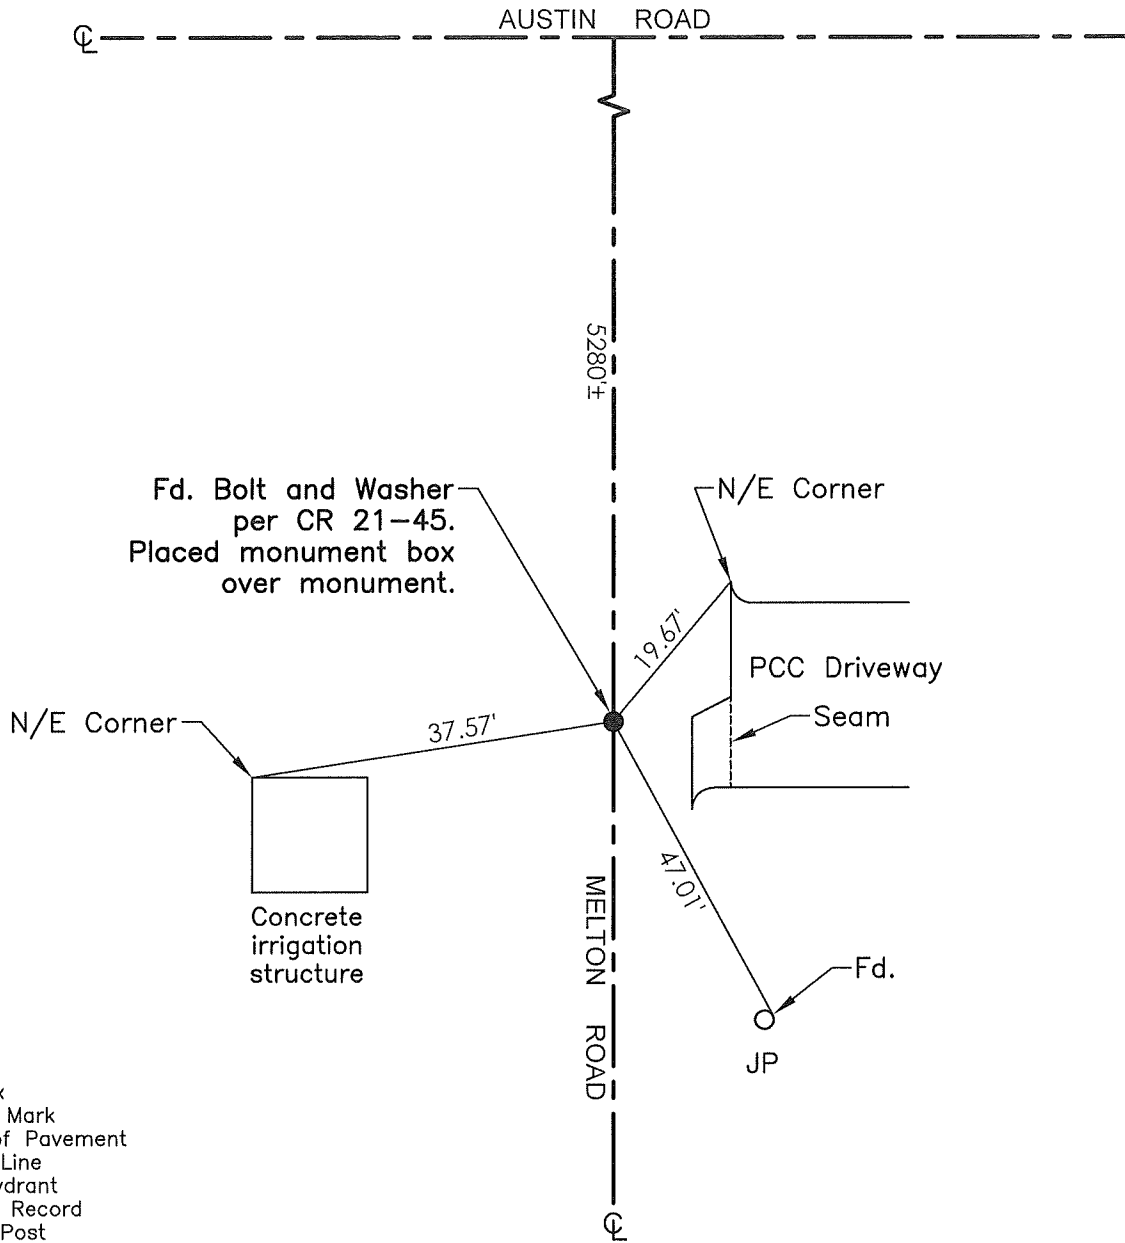 AUSTIN ROAD
℄
5280'±
Fd. Bolt and Washer
per CR 21-45.
Placed monument box
over monument.
N/E Corner
19.67'
PCC Driveway
Seam
N/E Corner
37.57'
47.01'
Concrete
irrigation
structure
MELTON ROAD
Fd.
JP
Mark
of Pavement
Line
Record
Post
℄